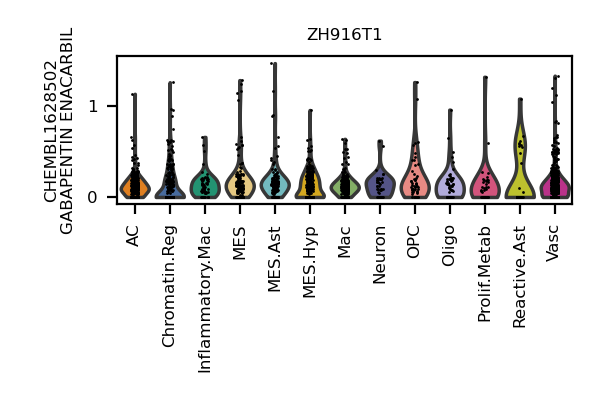 ZH916T1
CHEMBL1628502
GABAPENTIN ENACARBIL
1
0
AC
Chromatin.Reg
Inflammatory.Mac
MES
MES.Ast
MES.Hyp
Mac
Neuron
OPC
Oligo
Prolif.Metab
Reactive.Ast
Vasc